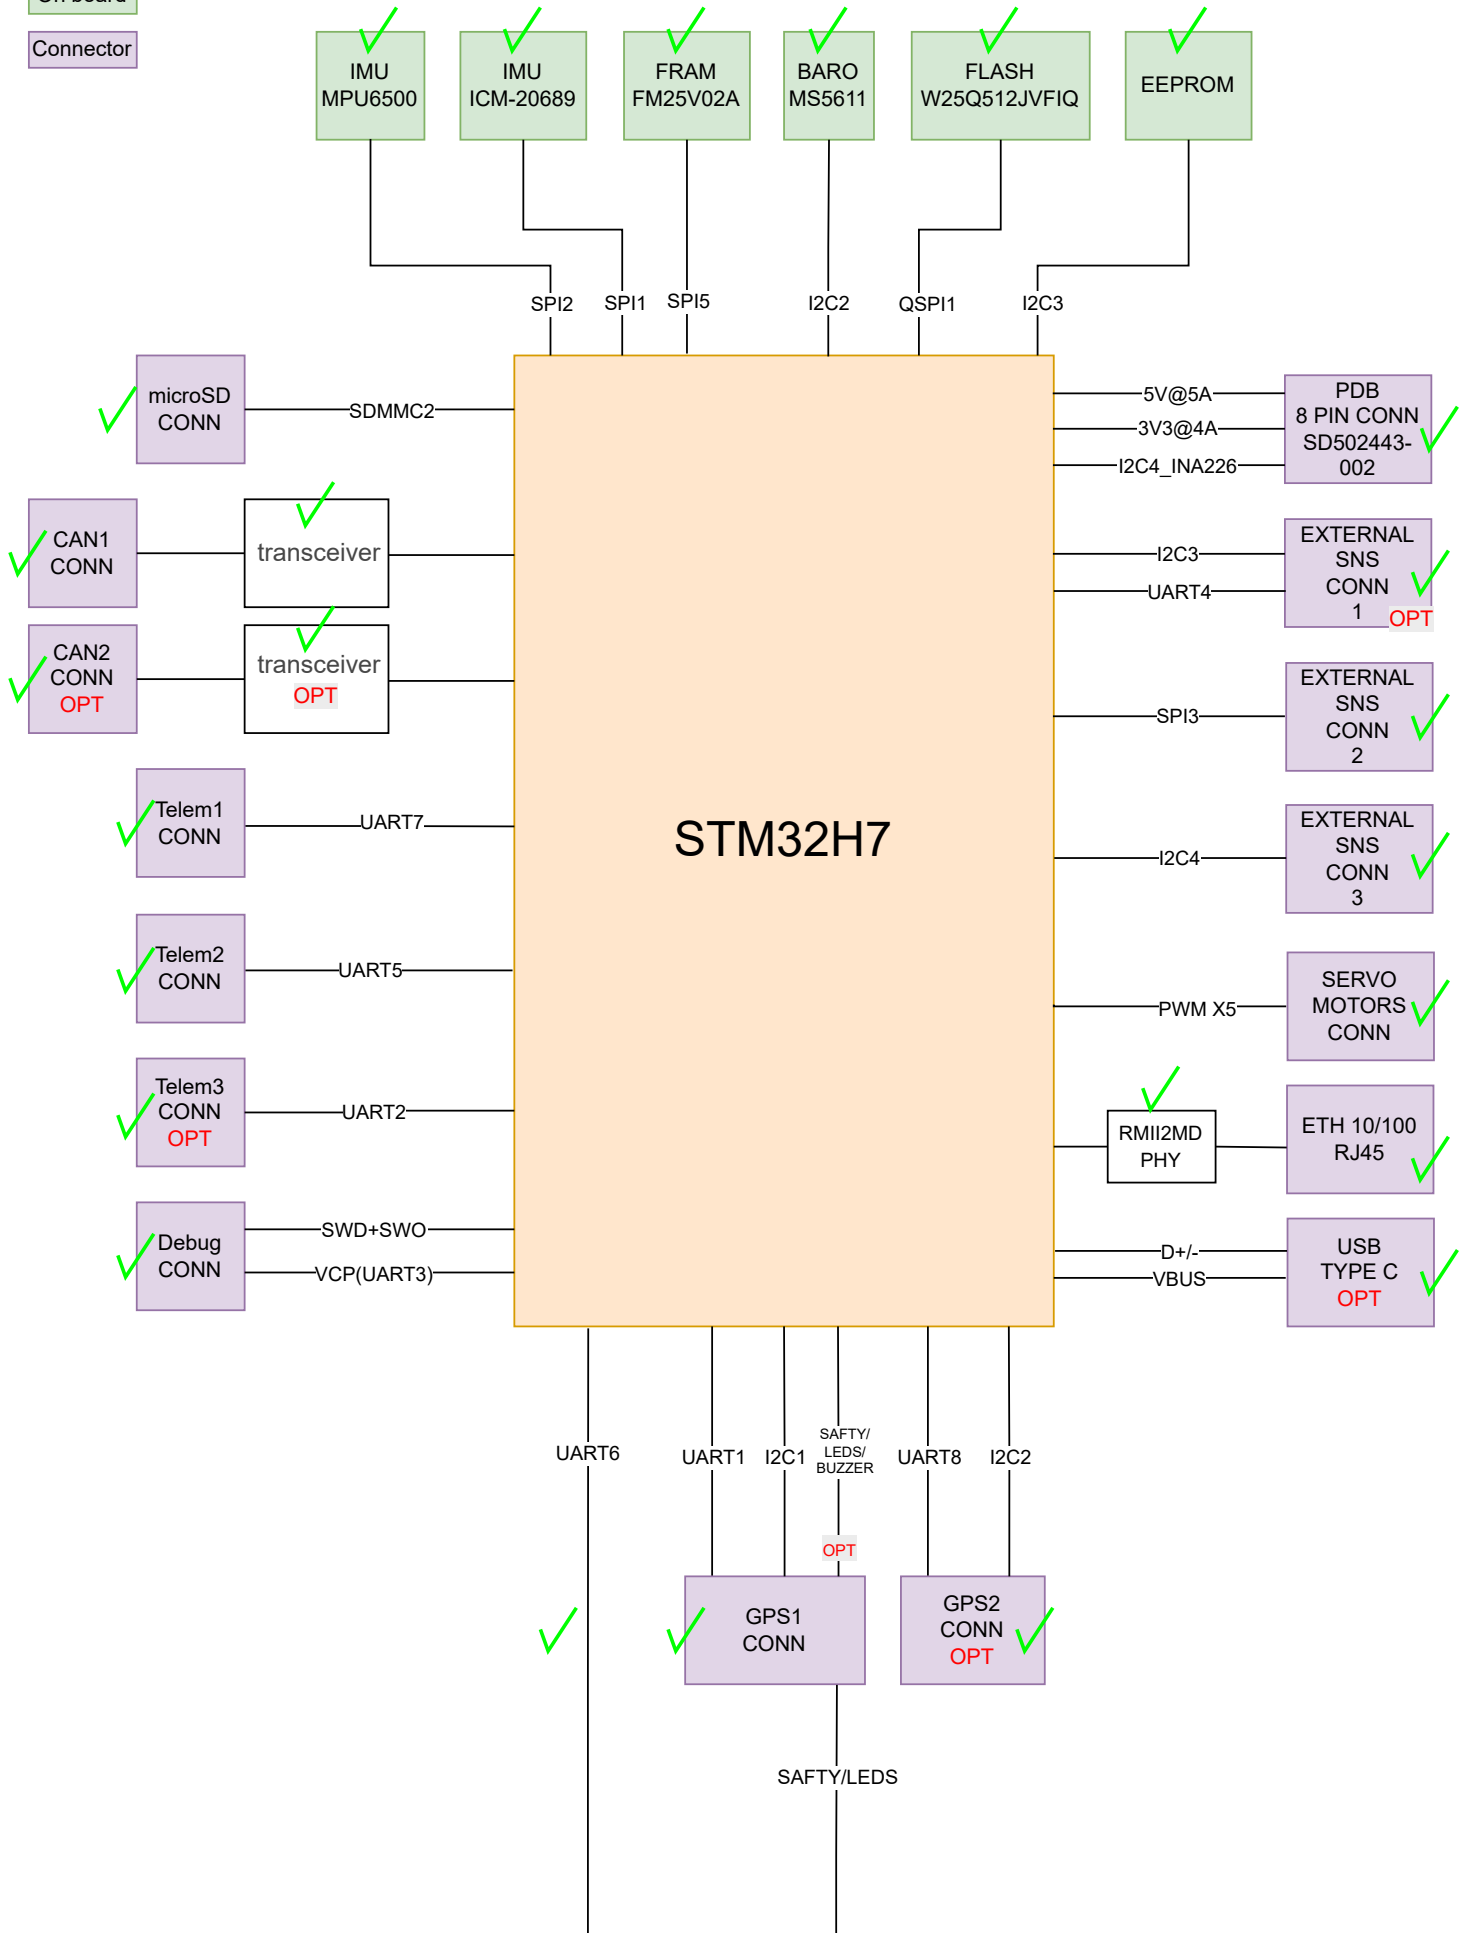 On board
Connector
IMU
MPU6500
IMU
ICM-20689
FRAM
FM25V02A
BARO
MS5611
FLASH
W25Q512JVFIQ
EEPROM
SPI2
SPI1
SPI5
I2C2
QSPI1
I2C3
microSD
CONN
SDMMC2
CAN1
CONN
transceiver
CAN2
CONN
OPT
transceiver
OPT
Telem1
CONN
UART7
Telem2
CONN
UART5
Telem3
CONN
OPT
UART2
Debug
CONN
SWD+SWO
VCP(UART3)
STM32H7
5V@5A
3V3@4A
I2C4_INA226
PDB
8 PIN CONN
SD502443-
002
I2C3
UART4
EXTERNAL
SNS
CONN
1
OPT
SPI3
EXTERNAL
SNS
CONN
2
I2C4
EXTERNAL
SNS
CONN
3
PWM X5
SERVO
MOTORS
CONN
RMII2MD
PHY
ETH 10/100
RJ45
D+/-
VBUS
USB
TYPE C
OPT
UART6
UART1
I2C1
SAFTY/
LEDS/
BUZZER
OPT
UART8
I2C2
GPS1
CONN
GPS2
CONN
OPT
SAFTY/LEDS